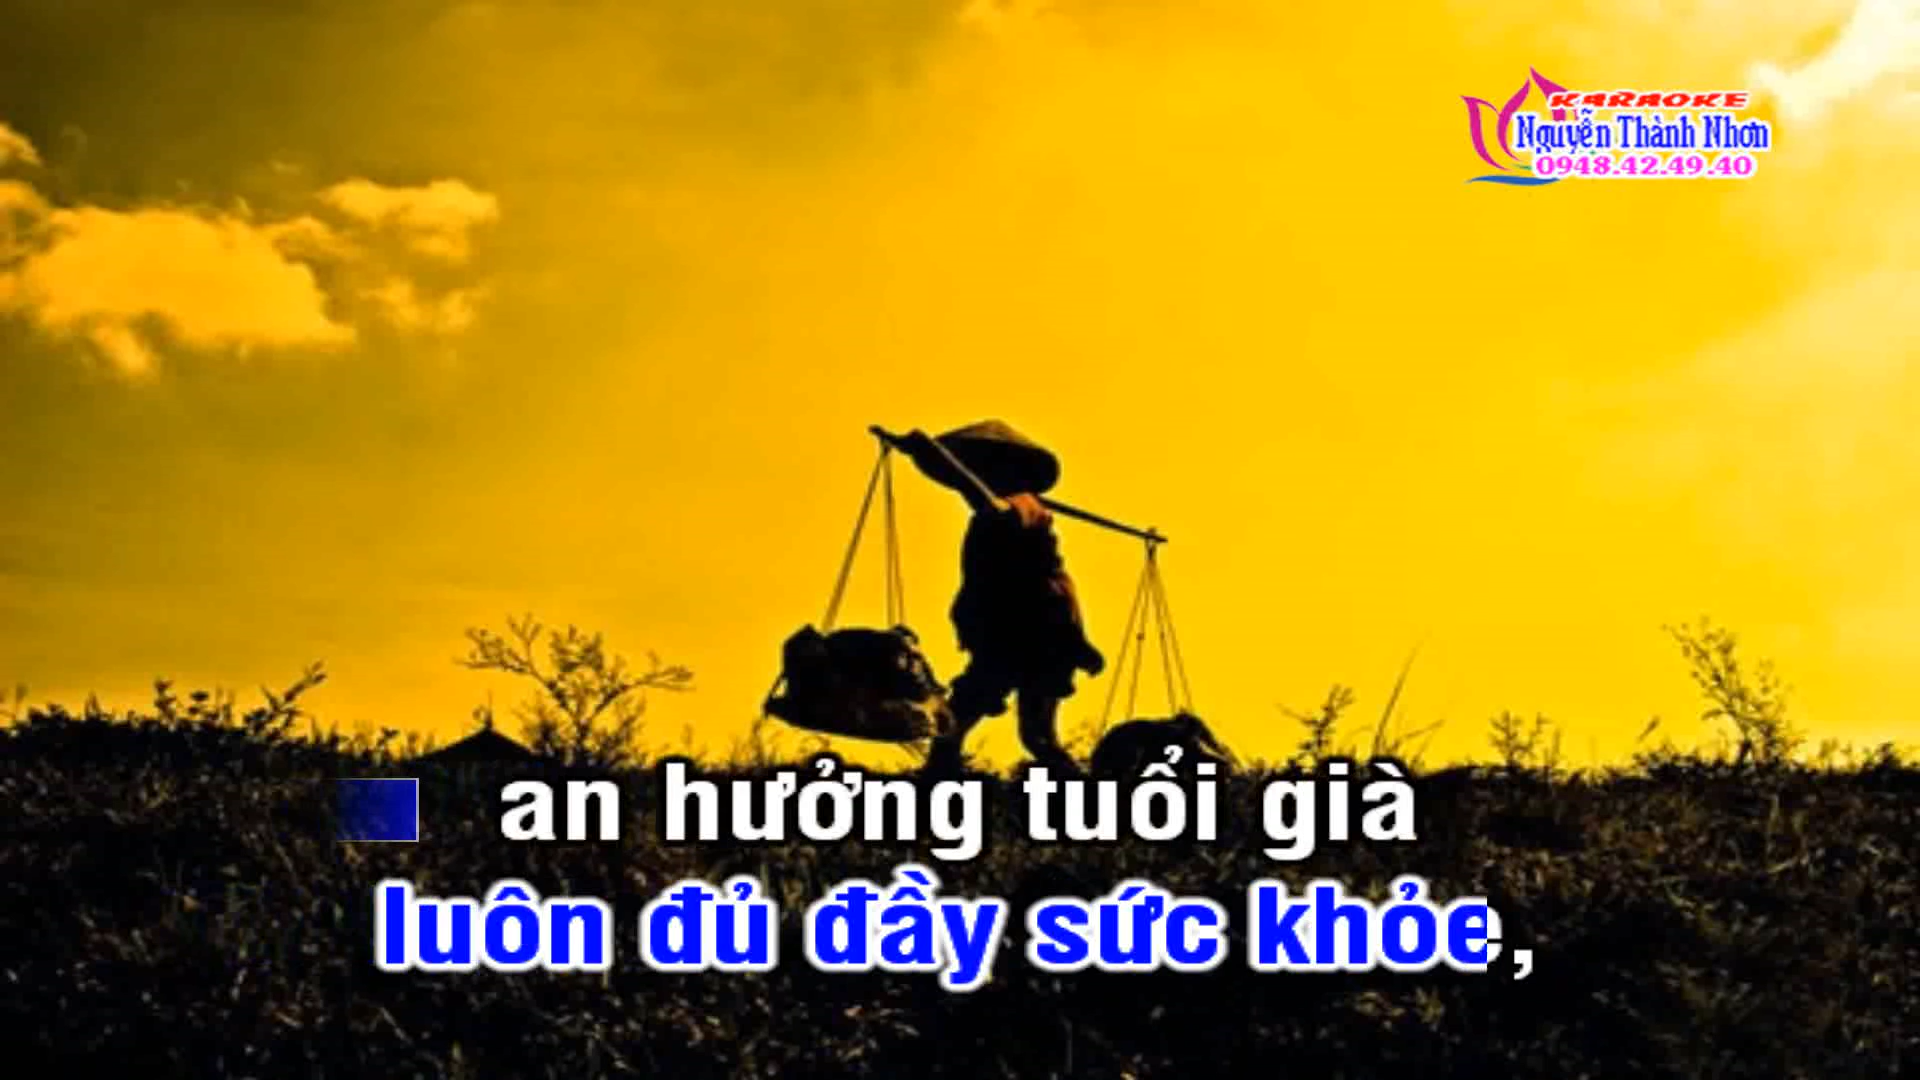 KARAOKE
Nguyễn Thành Nhơn
0948.42.49.40
an hưởng tuổi già
luôn đủ đầy sức khỏe,